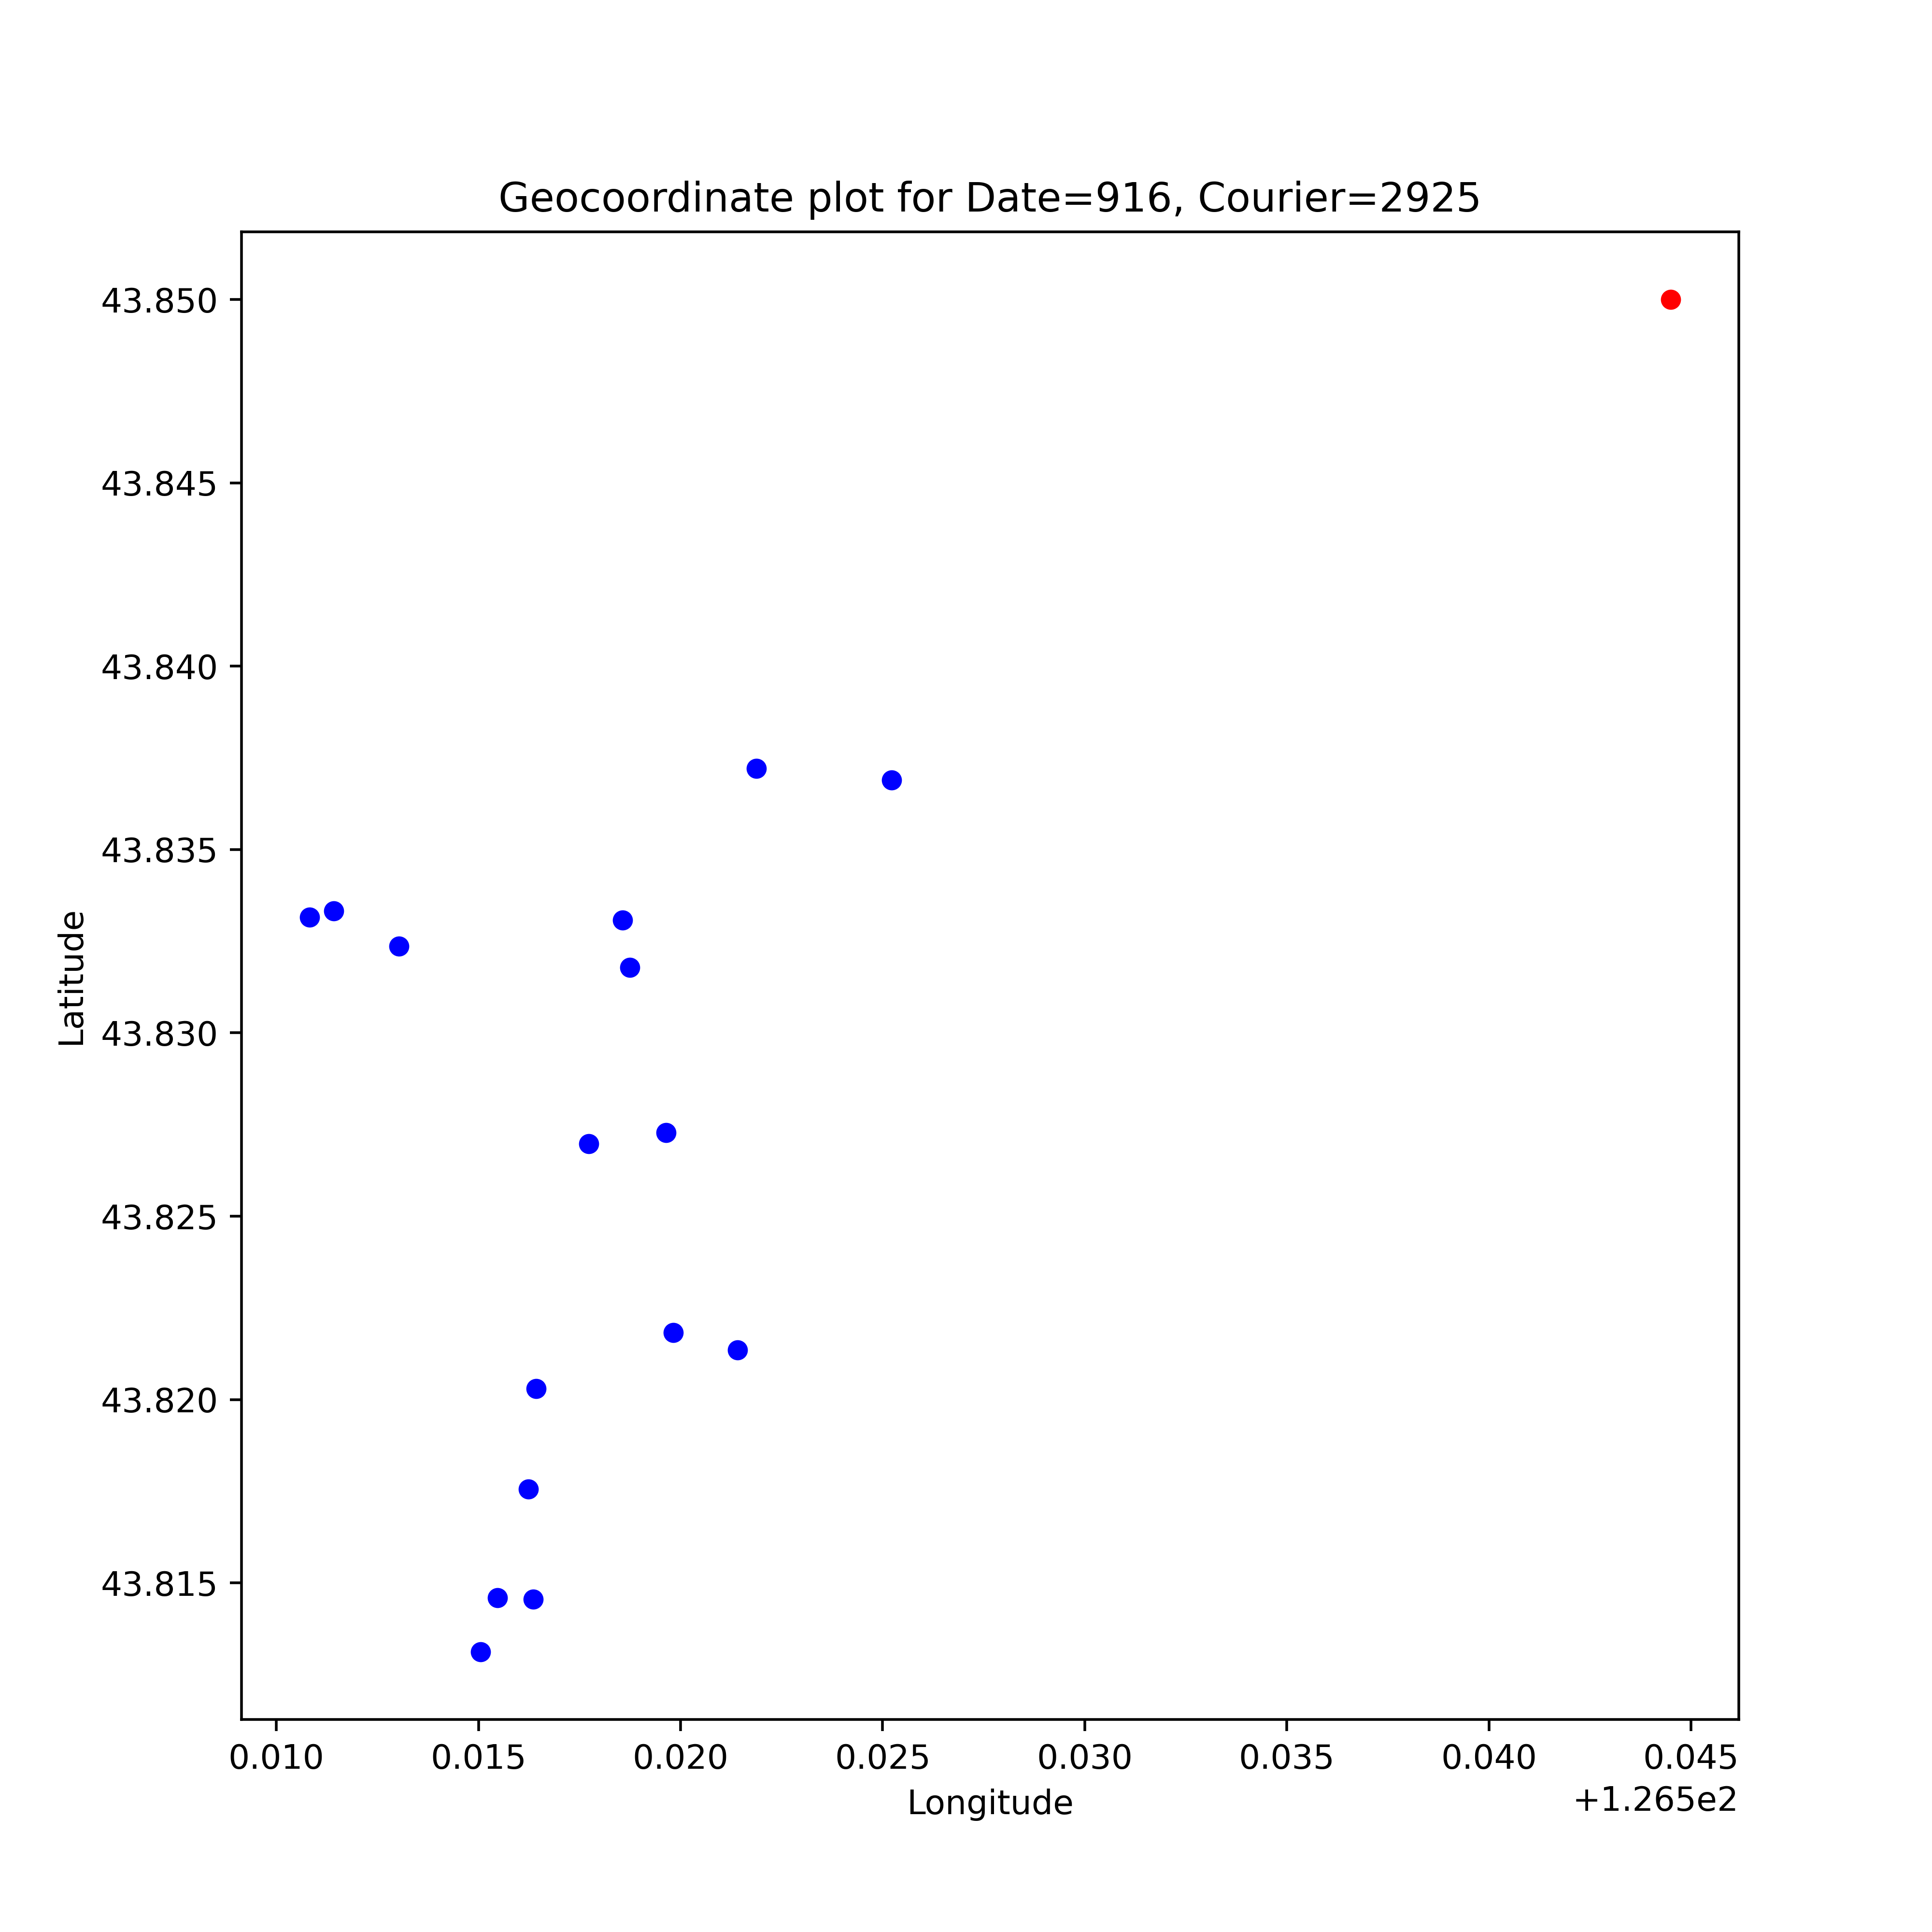 Geocoordinate plot for Date=916, Courier=2925
43.850
43.845
43.840
43.835
43.830
43.825
43.820
43.815
Latitude
0.010 0.015 0.020 0.025 0.030 0.035 0.040 0.045
+1.265e2
Longitude